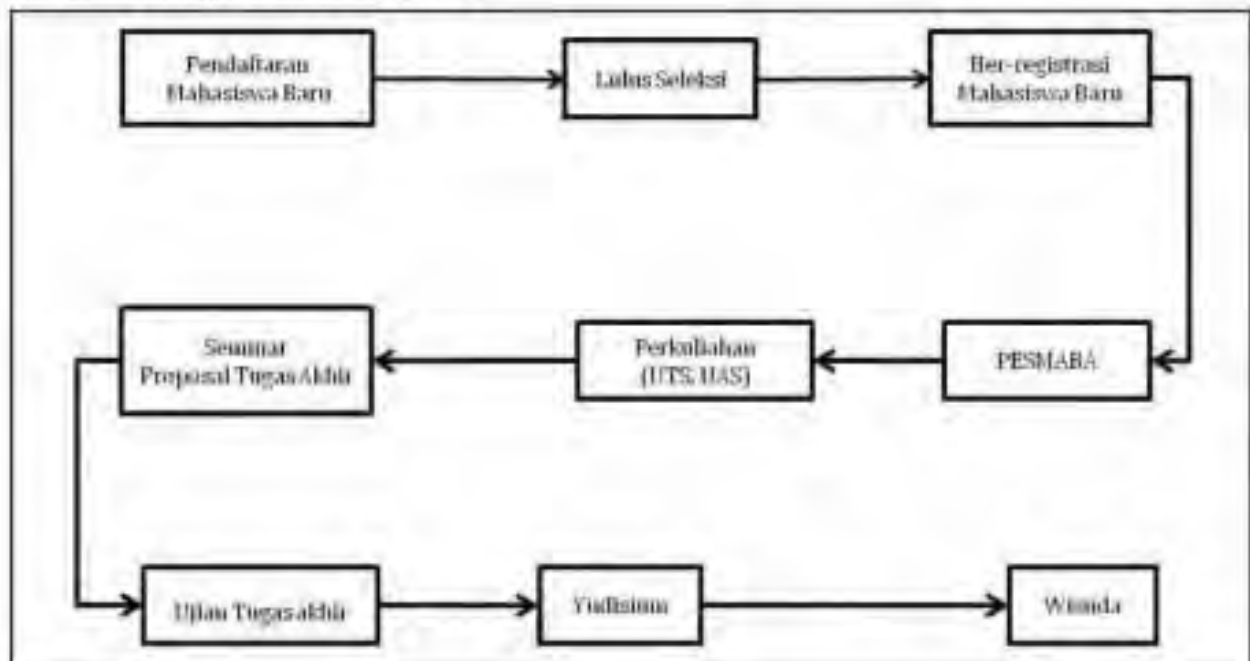 Pendaftaran
Mahasiswa Baru
Lulus Seleksi
Her-registrasi
Mahasiswa Baru
PESMABA
Perkuliahan
(UTS, UAS)
Seminar
Proposal Tugas Akhir
Ujian Tugas akhir
Yudisium
Wisuda